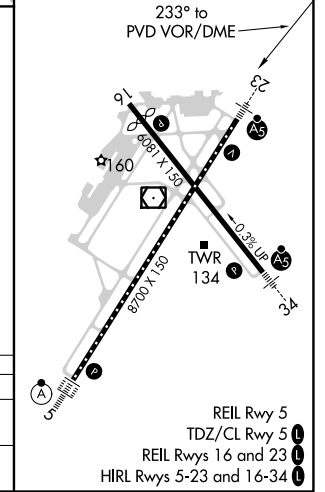 233° to
PVD VOR/DME
16
23
A5
P
V
6081 X 150
160
0.3% UP
TWR
134
P
A5
34
8700 X 150
P
A
5
REIL Rwy 5
TDZ/CL Rwy 5 L
REIL Rwys 16 and 23 L
HIRL Rwys 5-23 and 16-34 L